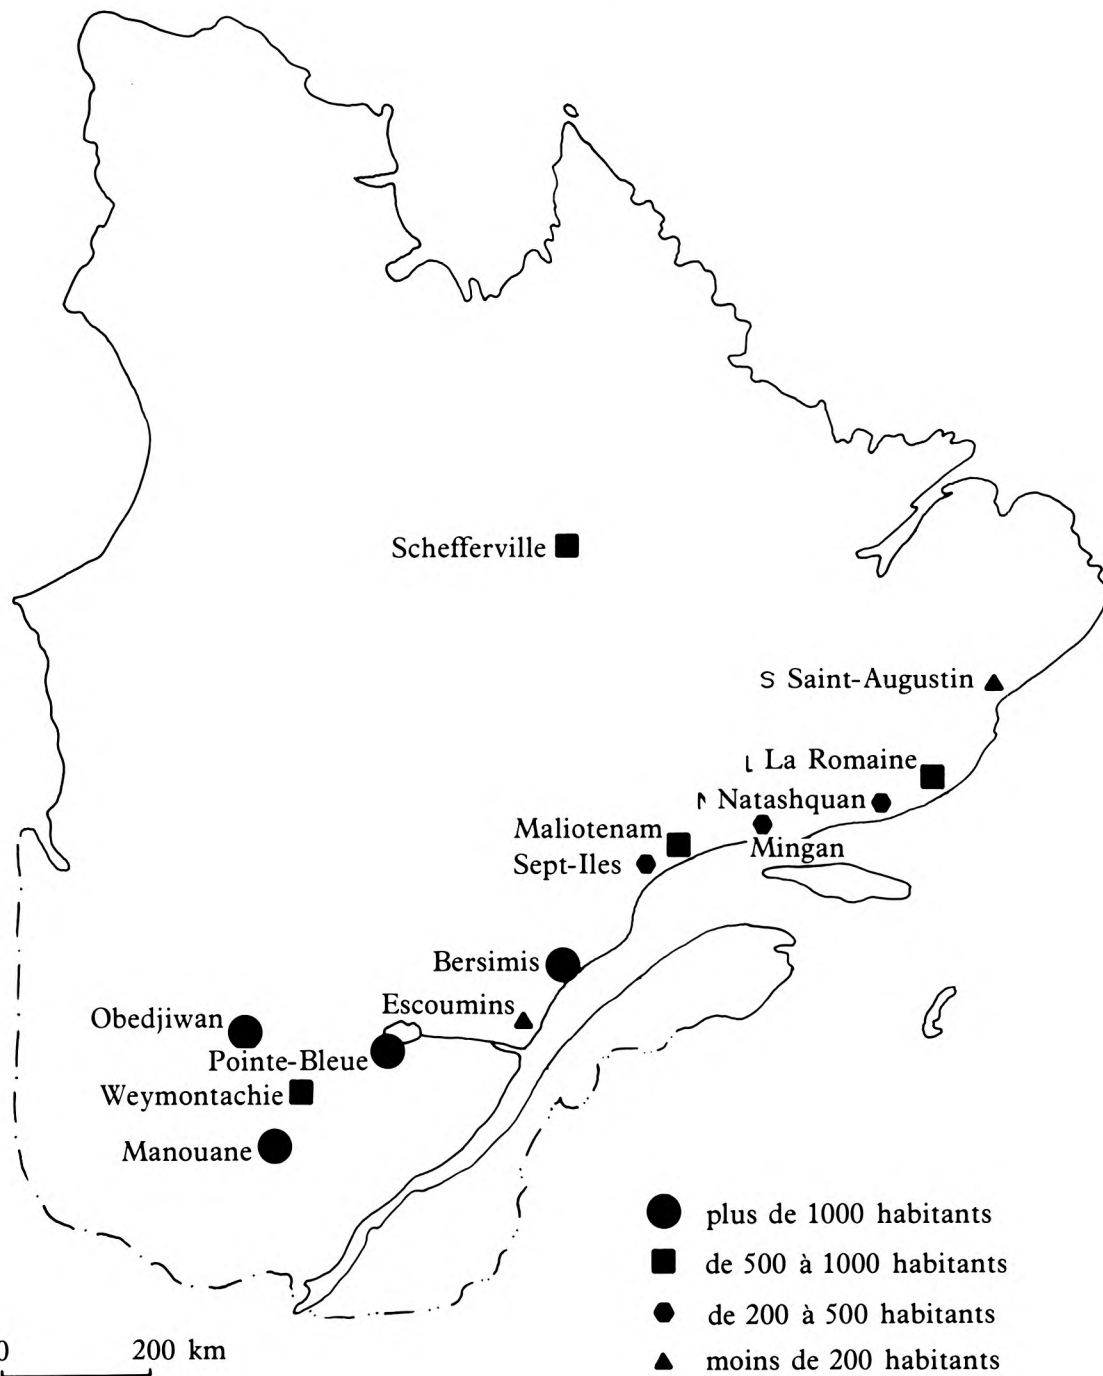 Schefferville
S Saint-Augustin
L La Romaine
Natashquan
Maliotenam
Mingan
Sept-Iles
Bersimis
Escoumins
Obedjiwan
Pointe-Bleue
Weymontachie
Manouane
plus de 1000 habitants
de 500 à 1000 habitants
de 200 à 500 habitants
moins de 200 habitants
0 200 km